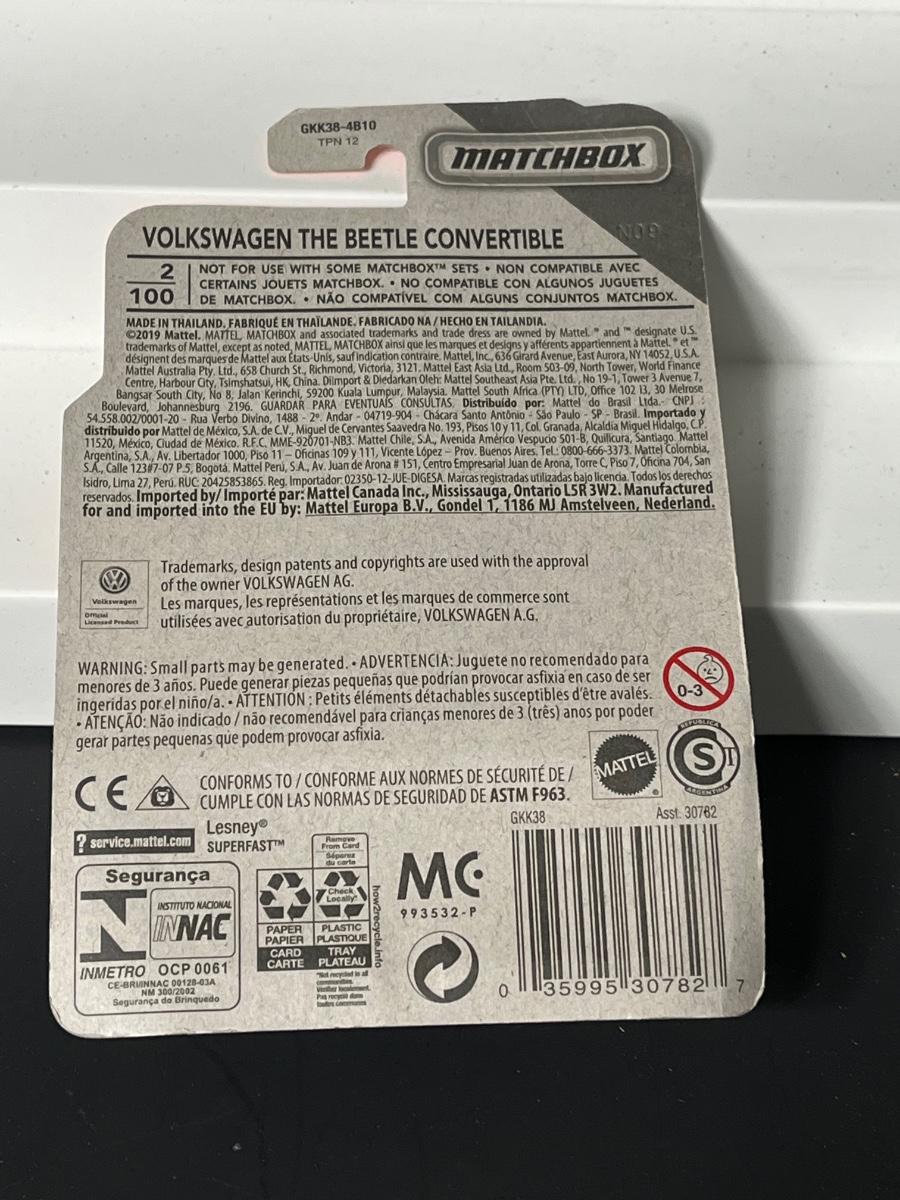 GKK38-4B10
TPN 12
MATCHBOX
N09
VOLKSWAGEN THE BEETLE CONVERTIBLE
2
100
NOT FOR USE WITH SOME MATCHBOX™ SETS • NON COMPATIBLE AVEC
CERTAINS JOUETS MATCHBOX. • NO COMPATIBLE CON ALGUNOS JUGUETES
DE MATCHBOX. • NÃO COMPATÍVEL COM ALGUNS CONJUNTOS MATCHBOX.
MADE IN THAILAND. FABRIQUÉ EN THAÏLANDE. FABRICADO NA / HECHO EN TAILANDIA.
©2019 Mattel. MATTEL, MATCHBOX and associated trademarks and trade dress are owned by Mattel. ® and ™ designate U.S.
trademarks of Mattel, except as noted. MATTEL, MATCHBOX ainsi que les marques et designs y afférents appartiennent à Mattel. ® et ™
désignent des marques de Mattel aux États-Unis, sauf indication contraire. Mattel, Inc., 636 Girard Avenue, East Aurora, NY 14052, U.S.A.
Mattel Australia Pty. Ltd., 658 Church St., Richmond, Victoria, 3121. Mattel East Asia Ltd., Room 503-09, North Tower, World Finance
Centre, Harbour City, Tsimshatsui, HK, China. Diimport & Diedarkan Oleh: Mattel Southeast Asia Pte. Ltd., No 19-1, Tower 3 Avenue 7,
Bangsar South City, No 8, Jalan Kerinchi, 59200 Kuala Lumpur, Malaysia. Mattel South Africa (PTY) LTD, Office 102 I3, 30 Melrose
Boulevard, Johannesburg 2196. GUARDAR PARA EVENTUAIS CONSULTAS. Distribuído por: Mattel do Brasil Ltda.- CNPJ :
54.558.002/0001-20 - Rua Verbo Divino, 1488 - 2º. Andar - 04719-904 - Chácara Santo Antônio - São Paulo - SP - Brasil. Importado y
distribuido por Mattel de México, S.A. de C.V., Miguel de Cervantes Saavedra No. 193, Pisos 10 y 11, Col. Granada, Alcaldía Miguel Hidalgo, C.P.
11520, México, Ciudad de México. R.F.C. MME-920701-NB3. Mattel Chile, S.A., Avenida Américo Vespucio 501-B, Quilicura, Santiago. Mattel
Argentina, S.A., Av. Libertador 1000, Piso 11 – Oficinas 109 y 111, Vicente López – Prov. Buenos Aires. Tel.: 0800-666-3373. Mattel Colombia,
S.A., Calle 123#7-07 P.5, Bogotá. Mattel Perú, S.A., Av. Juan de Arona # 151, Centro Empresarial Juan de Arona, Torre C, Piso 7, Oficina 704, San
Isidro, Lima 27, Perú. RUC: 20425853865. Reg. Importador: 02350-12-JUE-DIGESA. Marcas registradas utilizadas bajo licencia. Todos los derechos
reservados. Imported by/ Importé par: Mattel Canada Inc., Mississauga, Ontario L5R 3W2. Manufactured
for and imported into the EU by: Mattel Europa B.V., Gondel 1, 1186 MJ Amstelveen, Nederland.
Volkswagen
Official
Licensed Product
Trademarks, design patents and copyrights are used with the approval
of the owner VOLKSWAGEN AG.
Les marques, les représentations et les marques de commerce sont
utilisées avec autorisation du propriétaire, VOLKSWAGEN A.G.
WARNING: Small parts may be generated. • ADVERTENCIA: Juguete no recomendado para
menores de 3 años. Puede generar piezas pequeñas que podrían provocar asfixia en caso de ser
ingeridas por el niño/a. • ATTENTION : Petits éléments détachables susceptibles d'être avalés.
• ATENÇÃO: Não indicado / não recomendável para crianças menores de 3 (três) anos por poder
gerar partes pequenas que podem provocar asfixia.
0-3
CE
CONFORMS TO / CONFORME AUX NORMES DE SÉCURITÉ DE /
CUMPLE CON LAS NORMAS DE SEGURIDAD DE ASTM F963.
MATTEL
REPUBLICA
S
ARGENTINA
? service.mattel.com
Lesney®
SUPERFAST™
Segurança
INSTITUTO NACIONAL
INNAC
INMETRO OCP 0061
CE-BRI/INNAC 00128-03A
NM 300/2002
Segurança do Brinquedo
Remove
From Card
Séparez
du carte
Check
Locally*
PAPER
PAPIER
PLASTIC
PLASTIQUE
CARD
CARTE
TRAY
PLATEAU
*Not recycled in all
communities.
Vérifier localement.
Pas recyclé dans
toutes communes
how2recycle.info
MC
993532-P
GKK38
Asst. 30782
0 35995 30782 7